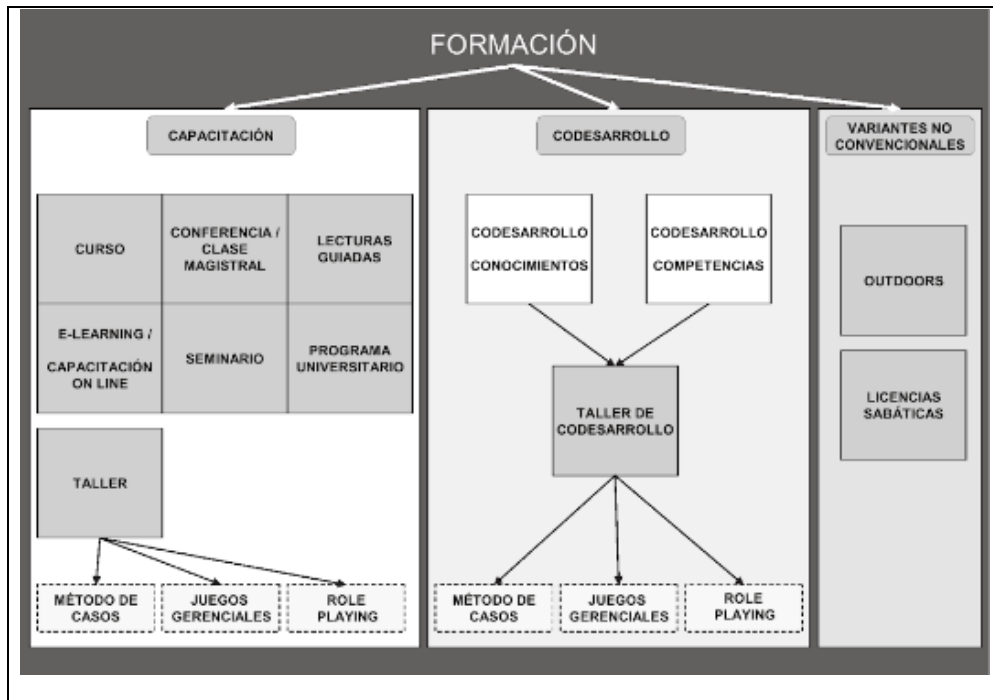 FORMACIÓN
CAPACITACIÓN
CURSO
CONFERENCIA /
CLASE
MAGISTRAL
LECTURAS
GUIADAS
E-LEARNING /
CAPACITACIÓN
ON LINE
SEMINARIO
PROGRAMA
UNIVERSITARIO
TALLER
MÉTODO DE
CASOS
JUEGOS
GERENCIALES
ROLE
PLAYING
CODESARROLLO
CODESARROLLO
CONOCIMIENTOS
CODESARROLLO
COMPETENCIAS
TALLER DE
CODESARROLLO
MÉTODO DE
CASOS
JUEGOS
GERENCIALES
ROLE
PLAYING
VARIANTES NO
CONVENCIONALES
OUTDOORS
LICENCIAS
SABÁTICAS